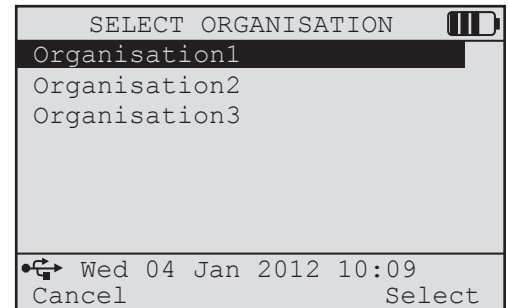 SELECT ORGANISATION
Organisation1
Organisation2
Organisation3
Wed 04 Jan 2012 10:09
Cancel Select